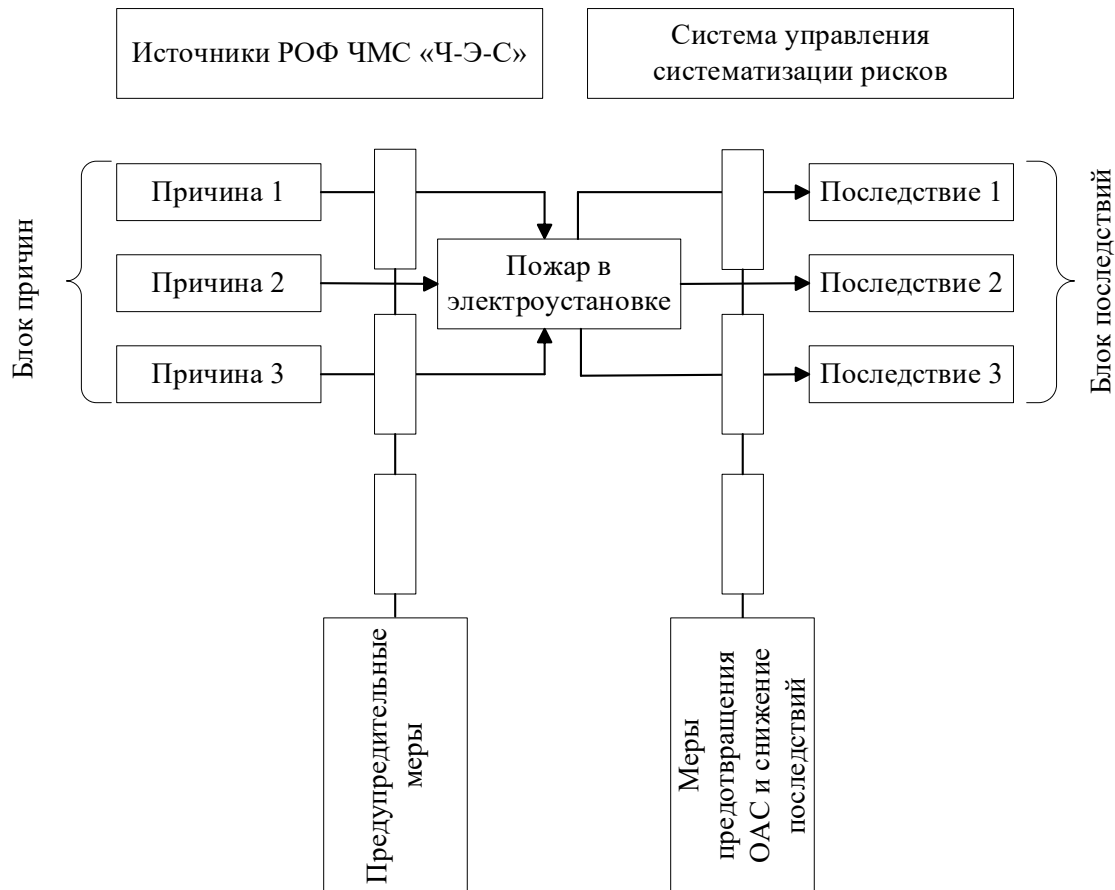 Источники РОФ ЧМС «Ч-Э-С»
Система управления
систематизации рисков
Блок причин
Причина 1
Причина 2
Причина 3
Пожар в
электроустановке
Последствие 1
Последствие 2
Последствие 3
Блок последствий
Предупредительные
меры
Меры
предотвращения
ОАС и снижение
последствий